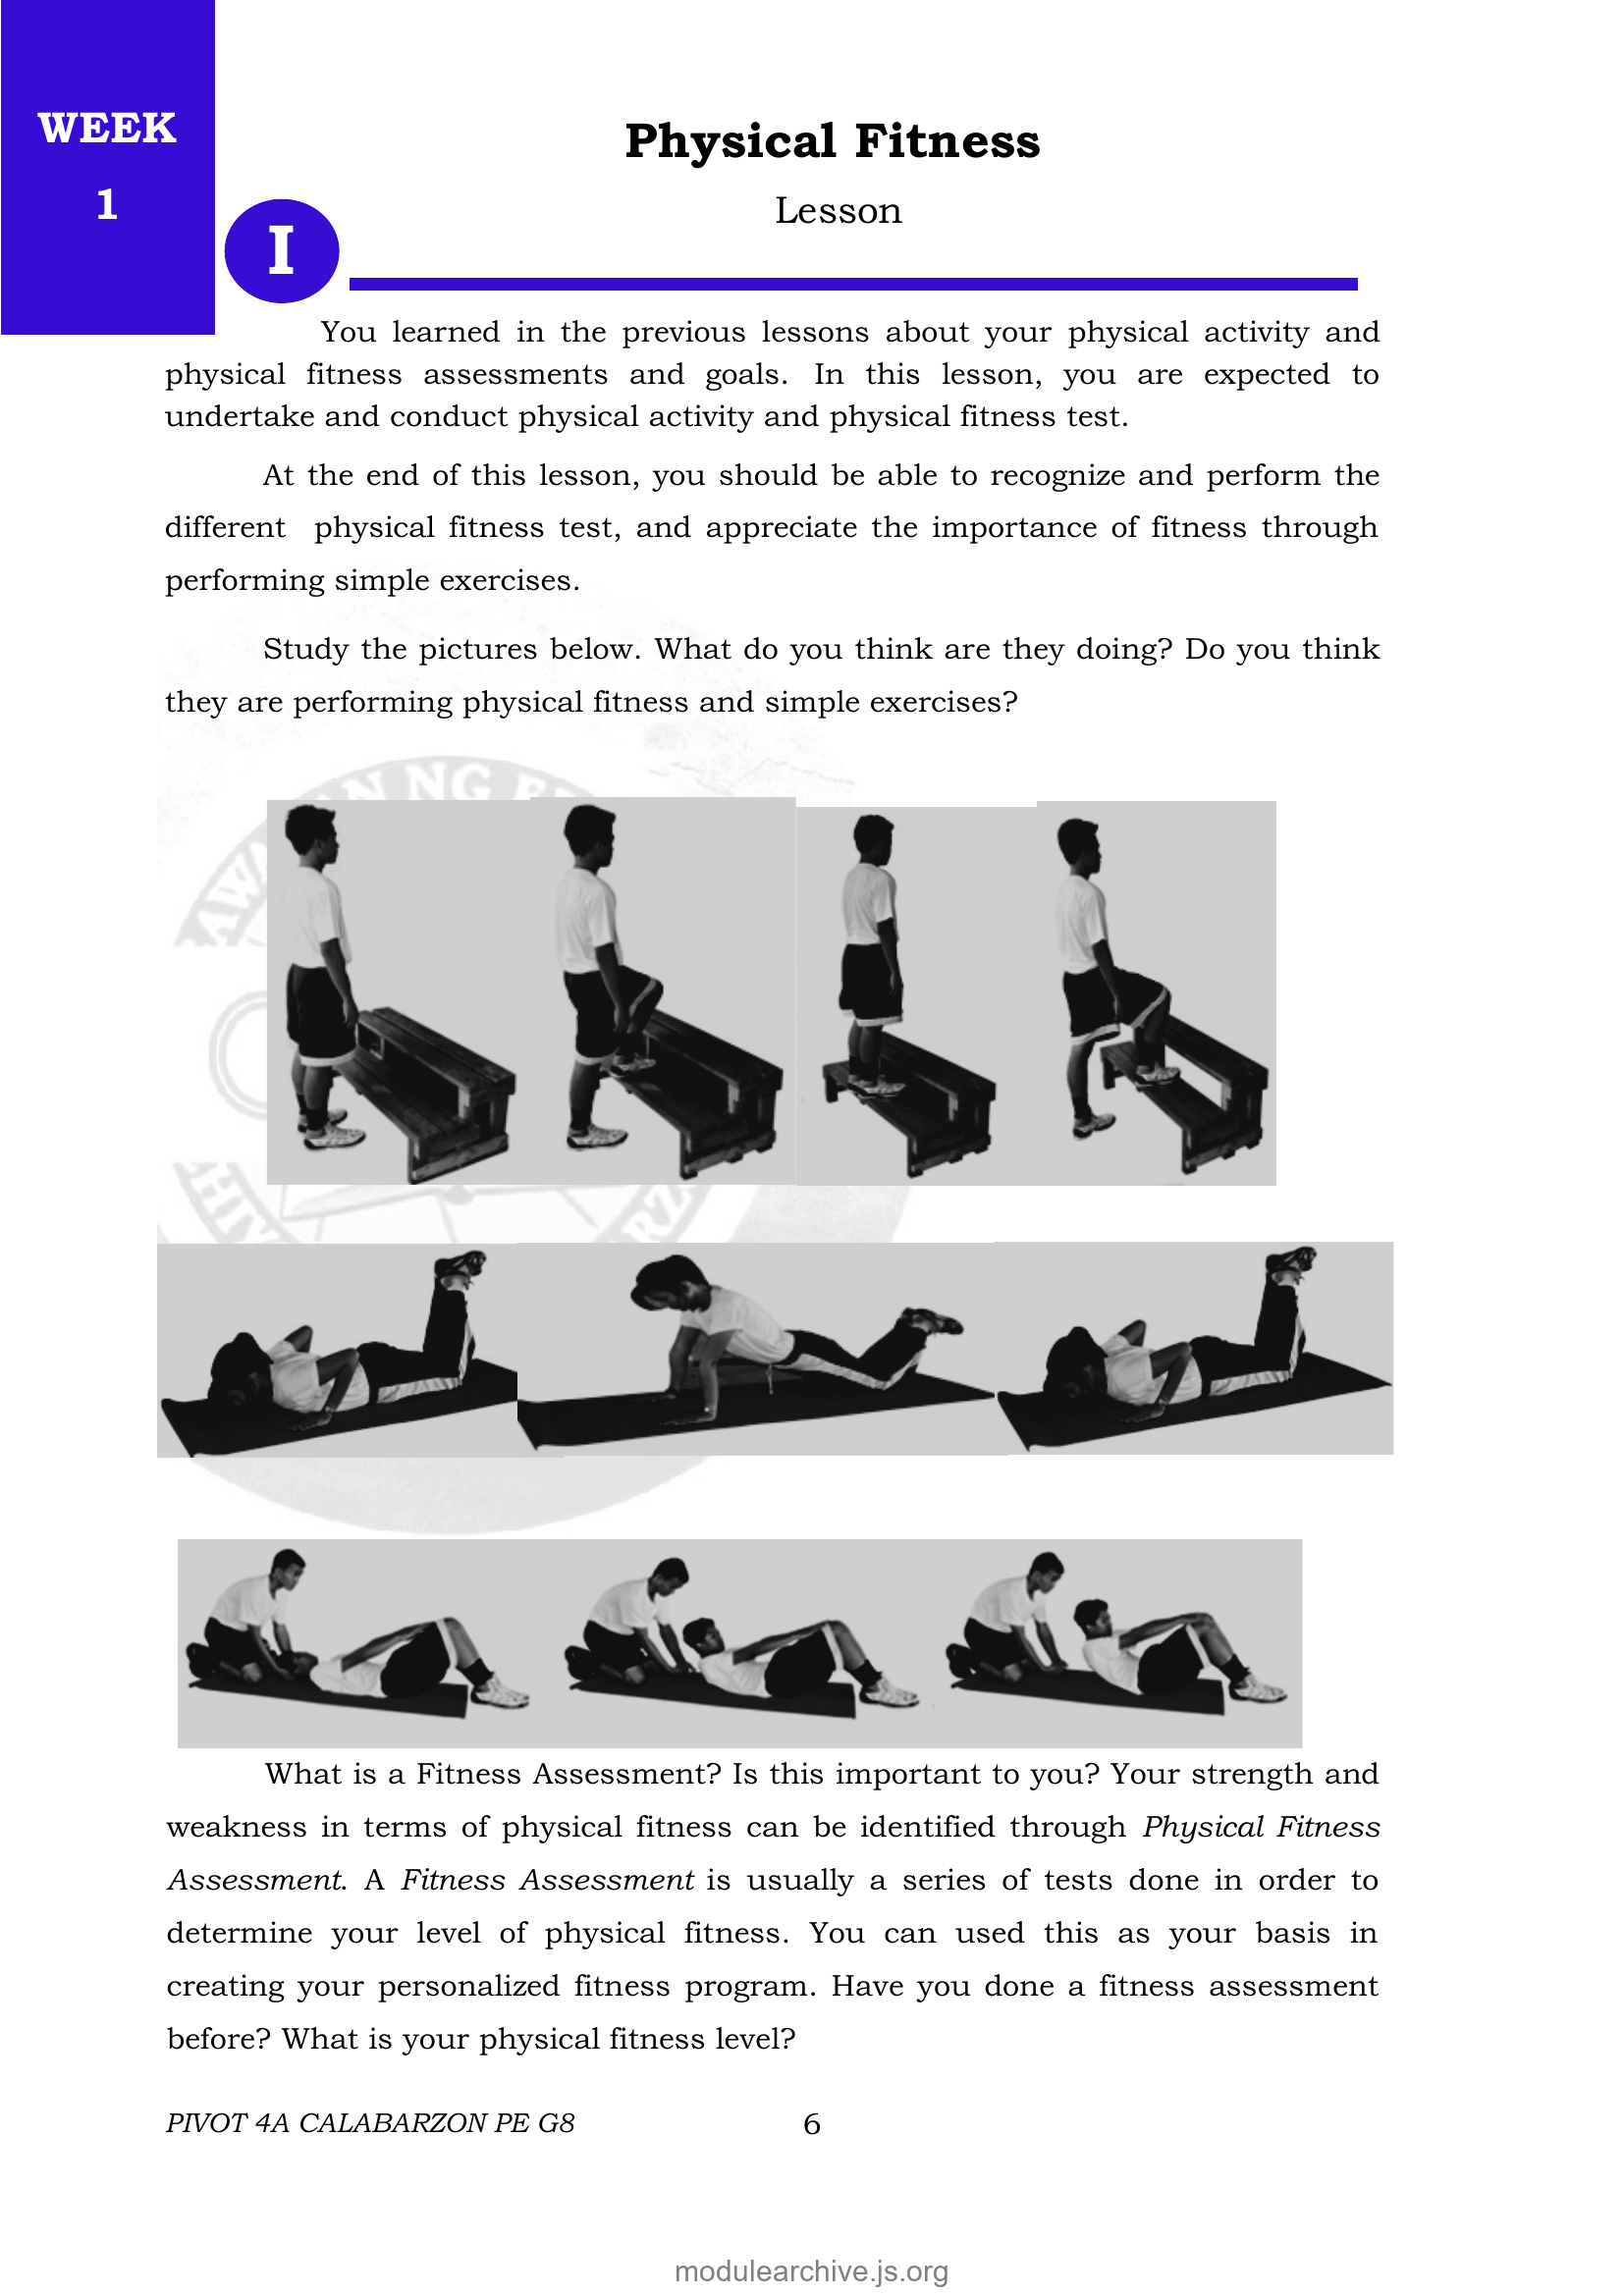 WEEK
1
Physical Fitness
Lesson
I
You learned in the previous lessons about your physical activity and
physical fitness assessments and goals. In this lesson, you are expected to
undertake and conduct physical activity and physical fitness test.
At the end of this lesson, you should be able to recognize and perform the
different physical fitness test, and appreciate the importance of fitness through
performing simple exercises.
Study the pictures below. What do you think are they doing? Do you think
they are performing physical fitness and simple exercises?
NG
What is a Fitness Assessment? Is this important to you? Your strength and
weakness in terms of physical fitness can be identified through Physical Fitness
Assessment. A Fitness Assessment is usually a series of tests done in order to
determine your level of physical fitness. You can used this as your basis in
creating your personalized fitness program. Have you done a fitness assessment
before? What is your physical fitness level?
PIVOT 4A CALABARZON PE G8
6
modulearchive.js.org